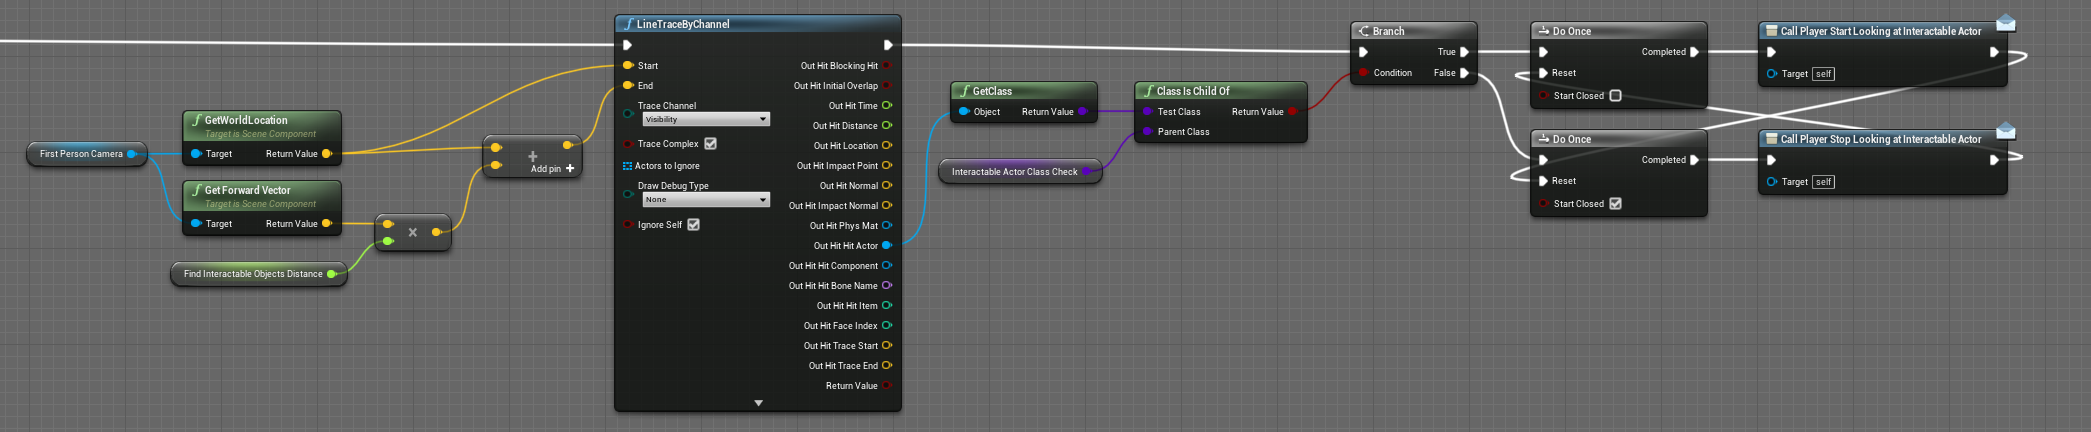 First Person Camera
GetWorldLocation
Target is Scene Component
Target
Return Value
Get Forward Vector
Target is Scene Component
Target
Return Value
Find Interactable Objects Distance
×
+
Add pin +
LineTraceByChannel
Start
End
Trace Channel
Visibility
Trace Complex
Actors to Ignore
Draw Debug Type
None
Ignore Self
Out Hit Blocking Hit
Out Hit Initial Overlap
Out Hit Time
Out Hit Distance
Out Hit Location
Out Hit Impact Point
Out Hit Normal
Out Hit Impact Normal
Out Hit Phys Mat
Out Hit Hit Actor
Out Hit Hit Component
Out Hit Hit Bone Name
Out Hit Hit Item
Out Hit Face Index
Out Hit Trace Start
Out Hit Trace End
Return Value
GetClass
Object
Return Value
Interactable Actor Class Check
Class Is Child Of
Test Class
Return Value
Parent Class
Branch
True
Condition
False
Do Once
Completed
Reset
Start Closed
Call Player Start Looking at Interactable Actor
Target self
Do Once
Completed
Reset
Start Closed
Call Player Stop Looking at Interactable Actor
Target self